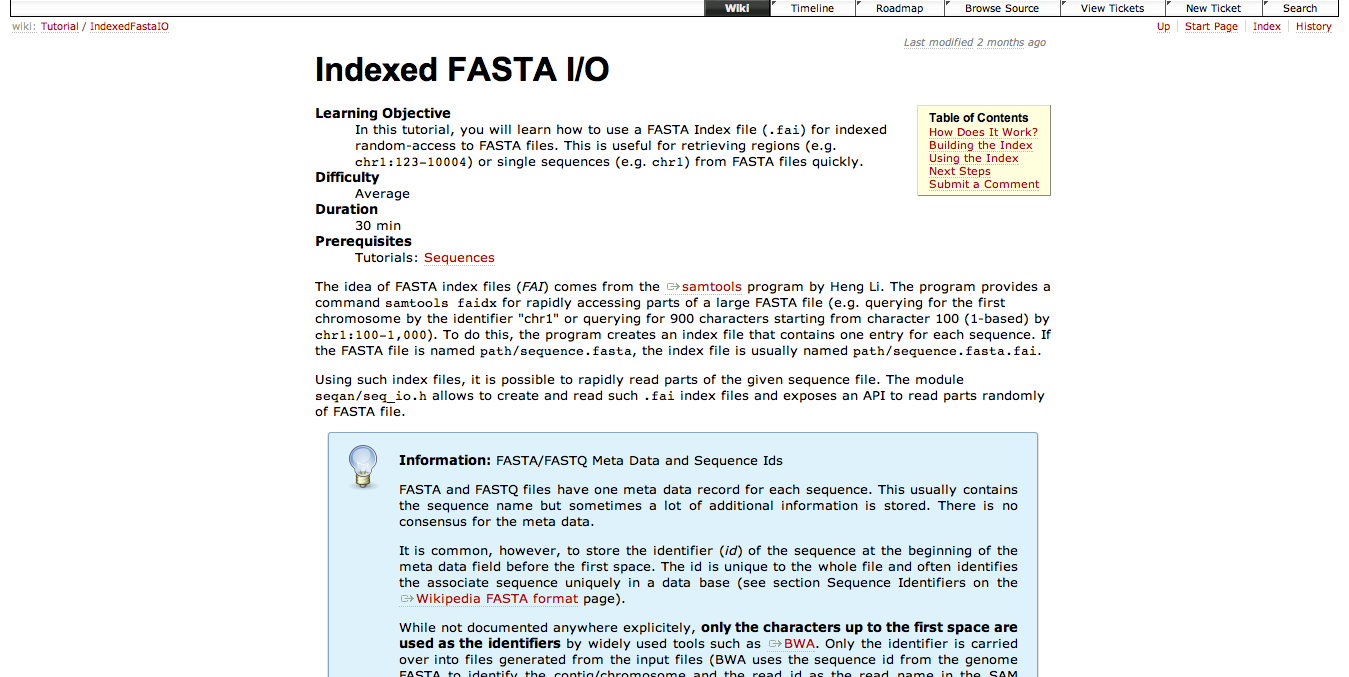 Wiki Timeline Roadmap Browse Source View Tickets New Ticket Search
wiki: Tutorial / IndexedFastaIO Up Start Page Index History
Last modified 2 months ago
Indexed FASTA I/O
Learning Objective
In this tutorial, you will learn how to use a FASTA Index file (.fai) for indexed
random-access to FASTA files. This is useful for retrieving regions (e.g.
chr1:123-10004) or single sequences (e.g. chr1) from FASTA files quickly.
Difficulty
Average
Duration
30 min
Prerequisites
Tutorials: Sequences
Table of Contents
How Does It Work?
Building the Index
Using the Index
Next Steps
Submit a Comment
The idea of FASTA index files (FAI) comes from the samtools program by Heng Li. The program provides a
command samtools faidx for rapidly accessing parts of a large FASTA file (e.g. querying for the first
chromosome by the identifier "chr1" or querying for 900 characters starting from character 100 (1-based) by
chr1:100-1,000). To do this, the program creates an index file that contains one entry for each sequence. If
the FASTA file is named path/sequence.fasta, the index file is usually named path/sequence.fasta.fai.
Using such index files, it is possible to rapidly read parts of the given sequence file. The module
seqan/seq_io.h allows to create and read such .fai index files and exposes an API to read parts randomly
of FASTA file.
Information: FASTA/FASTQ Meta Data and Sequence Ids
FASTA and FASTQ files have one meta data record for each sequence. This usually contains
the sequence name but sometimes a lot of additional information is stored. There is no
consensus for the meta data.
It is common, however, to store the identifier (id) of the sequence at the beginning of the
meta data field before the first space. The id is unique to the whole file and often identifies
the associate sequence uniquely in a data base (see section Sequence Identifiers on the
Wikipedia FASTA format page).
While not documented anywhere explicitely, only the characters up to the first space are
used as the identifiers by widely used tools such as BWA. Only the identifier is carried
over into files generated from the input files (BWA uses the sequence id from the genome
FASTA to identify the contig/chromosome and the read id as the read name in the SAM